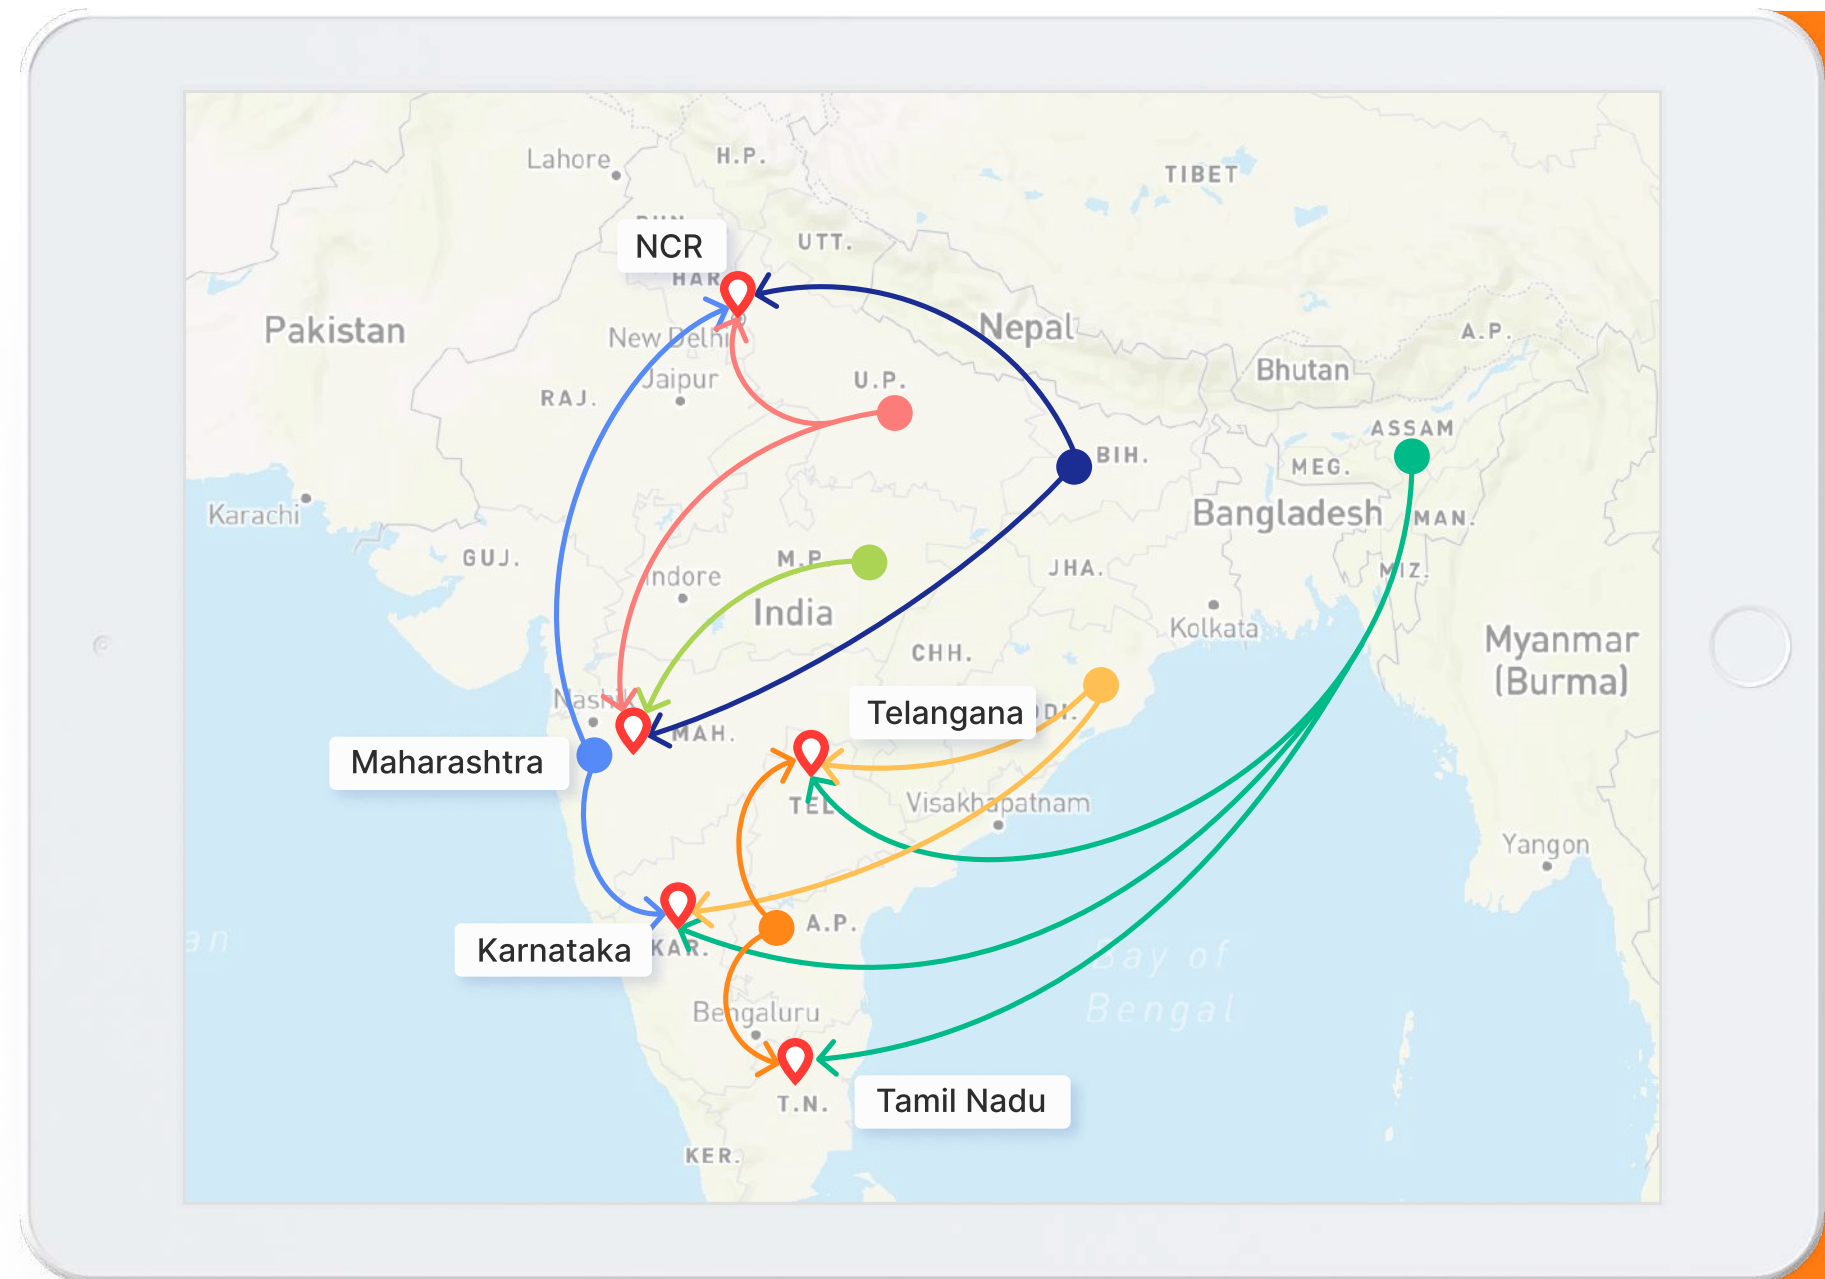 Lahore
H.P.
TIBET
NCR
UTT.
HAR
Pakistan
New Delhi
Nepal
A.P.
Jaipur
U.P.
Bhutan
RAJ.
ASSAM
BIH.
MEG.
Karachi
Bangladesh
MAN.
GUJ.
M.P.
Indore
JHA.
MIZ.
India
Kolkata
CHH.
Myanmar
(Burma)
Nashik
Telangana
MAH.
Maharashtra
TEL
Visakhapatnam
Yangon
A.P.
Karnataka
KAR.
Bay of
Bengal
Bengaluru
Tamil Nadu
T.N.
KER.